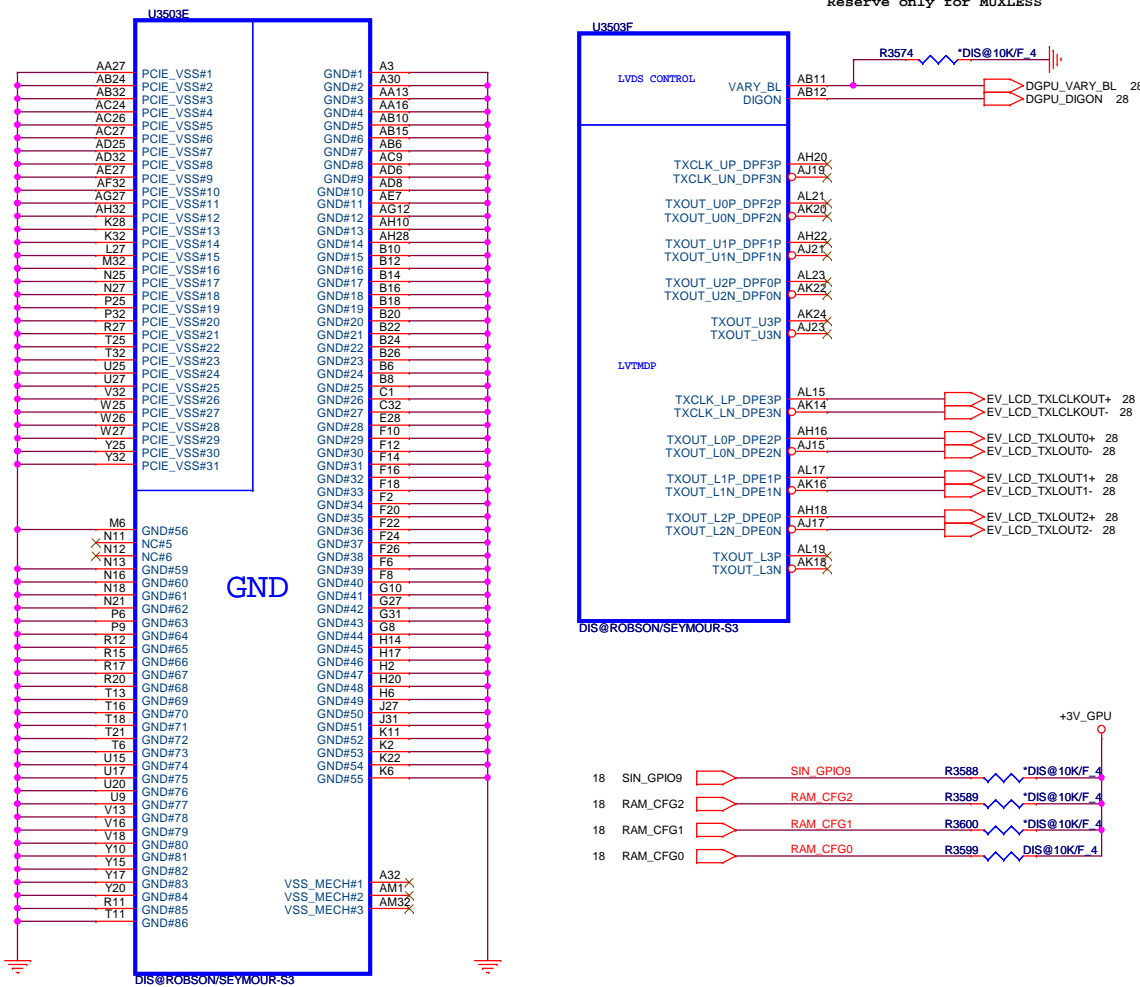 Reserve only for MUXLESS
U3503E
AA27 PCIE_VSS#1
AB24 PCIE_VSS#2
AB32 PCIE_VSS#3
AC24 PCIE_VSS#4
AC26 PCIE_VSS#5
AC27 PCIE_VSS#6
AD25 PCIE_VSS#7
AD32 PCIE_VSS#8
AE27 PCIE_VSS#9
AF32 PCIE_VSS#10
AG27 PCIE_VSS#11
AH32 PCIE_VSS#12
K28 PCIE_VSS#13
K32 PCIE_VSS#14
L27 PCIE_VSS#15
M32 PCIE_VSS#16
N25 PCIE_VSS#17
N27 PCIE_VSS#18
P25 PCIE_VSS#19
P32 PCIE_VSS#20
R27 PCIE_VSS#21
T25 PCIE_VSS#22
T32 PCIE_VSS#23
U25 PCIE_VSS#24
U27 PCIE_VSS#25
V32 PCIE_VSS#26
W25 PCIE_VSS#27
W26 PCIE_VSS#28
W27 PCIE_VSS#29
Y25 PCIE_VSS#30
Y32 PCIE_VSS#31
M6 GND#56
N11 NC#5
N12 NC#6
N13 GND#59
N16 GND#60
N18 GND#61
N21 GND#62
P6 GND#63
P9 GND#64
R12 GND#65
R15 GND#66
R17 GND#67
R20 GND#68
T13 GND#69
T16 GND#70
T18 GND#71
T21 GND#72
T6 GND#73
U15 GND#74
U17 GND#75
U20 GND#76
U9 GND#77
V13 GND#78
V16 GND#79
V18 GND#80
Y10 GND#81
Y15 GND#82
Y17 GND#83
Y20 GND#84
R11 GND#85
T11 GND#86
GND
GND#1 A3
GND#2 A30
GND#3 AA13
GND#4 AA16
GND#5 AB10
GND#6 AB15
GND#7 AB6
GND#8 AC9
GND#9 AD6
GND#10 AD8
GND#11 AE7
GND#12 AG12
GND#13 AH10
GND#14 AH28
GND#15 B10
GND#16 B12
GND#17 B14
GND#18 B16
GND#19 B18
GND#20 B20
GND#21 B22
GND#22 B24
GND#23 B26
GND#24 B6
GND#25 B8
GND#26 C1
GND#27 C32
GND#28 E28
GND#29 F10
GND#30 F12
GND#31 F14
GND#32 F16
GND#33 F18
GND#34 F2
GND#35 F20
GND#36 F22
GND#37 F24
GND#38 F26
GND#39 F6
GND#40 F8
GND#41 G10
GND#42 G27
GND#43 G31
GND#44 G8
GND#45 H14
GND#46 H17
GND#47 H2
GND#48 H20
GND#49 H6
GND#50 J27
GND#51 J31
GND#52 K11
GND#53 K2
GND#54 K22
GND#55 K6
VSS_MECH#1 A32
VSS_MECH#2 AM1
VSS_MECH#3 AM32
DIS@ROBSON/SEYMOUR-S3
U3503F
LVDS CONTROL
R3574 *DIS@10K/F_4
VARY_BL AB11 DGPU_VARY_BL 28
DIGON AB12 DGPU_DIGON 28
TXCLK_UP_DPF3P AH20
TXCLK_UN_DPF3N AJ19
TXOUT_U0P_DPF2P AL21
TXOUT_U0N_DPF2N AK20
TXOUT_U1P_DPF1P AH22
TXOUT_U1N_DPF1N AJ21
TXOUT_U2P_DPF0P AL23
TXOUT_U2N_DPF0N AK22
TXOUT_U3P AK24
TXOUT_U3N AJ23
LVTMDP
TXCLK_LP_DPE3P AL15 EV_LCD_TXLCLKOUT+ 28
TXCLK_LN_DPE3N AK14 EV_LCD_TXLCLKOUT- 28
TXOUT_L0P_DPE2P AH16 EV_LCD_TXLOUT0+ 28
TXOUT_L0N_DPE2N AJ15 EV_LCD_TXLOUT0- 28
TXOUT_L1P_DPE1P AL17 EV_LCD_TXLOUT1+ 28
TXOUT_L1N_DPE1N AK16 EV_LCD_TXLOUT1- 28
TXOUT_L2P_DPE0P AH18 EV_LCD_TXLOUT2+ 28
TXOUT_L2N_DPE0N AJ17 EV_LCD_TXLOUT2- 28
TXOUT_L3P AL19
TXOUT_L3N AK18
DIS@ROBSON/SEYMOUR-S3
+3V_GPU
18 SIN_GPIO9 SIN_GPIO9 R3588 *DIS@10K/F_4
18 RAM_CFG2 RAM_CFG2 R3589 *DIS@10K/F_4
18 RAM_CFG1 RAM_CFG1 R3600 *DIS@10K/F_4
18 RAM_CFG0 RAM_CFG0 R3599 DIS@10K/F_4